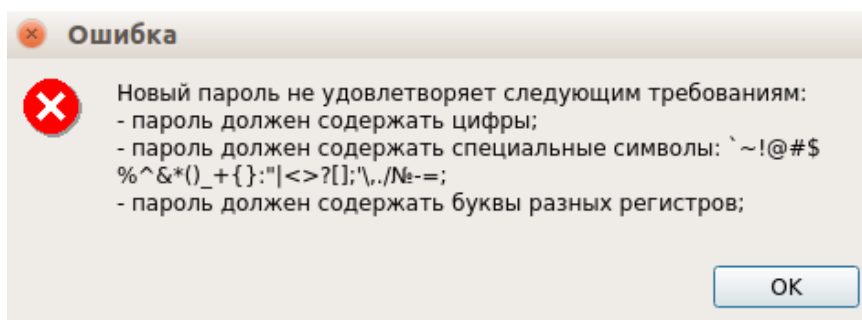 Ошибка
Новый пароль не удовлетворяет следующим требованиям:
- пароль должен содержать цифры;
- пароль должен содержать специальные символы: `~!@#$
%^&*()_+{}:"|<>?[];'\,./№-=;
- пароль должен содержать буквы разных регистров;
OK